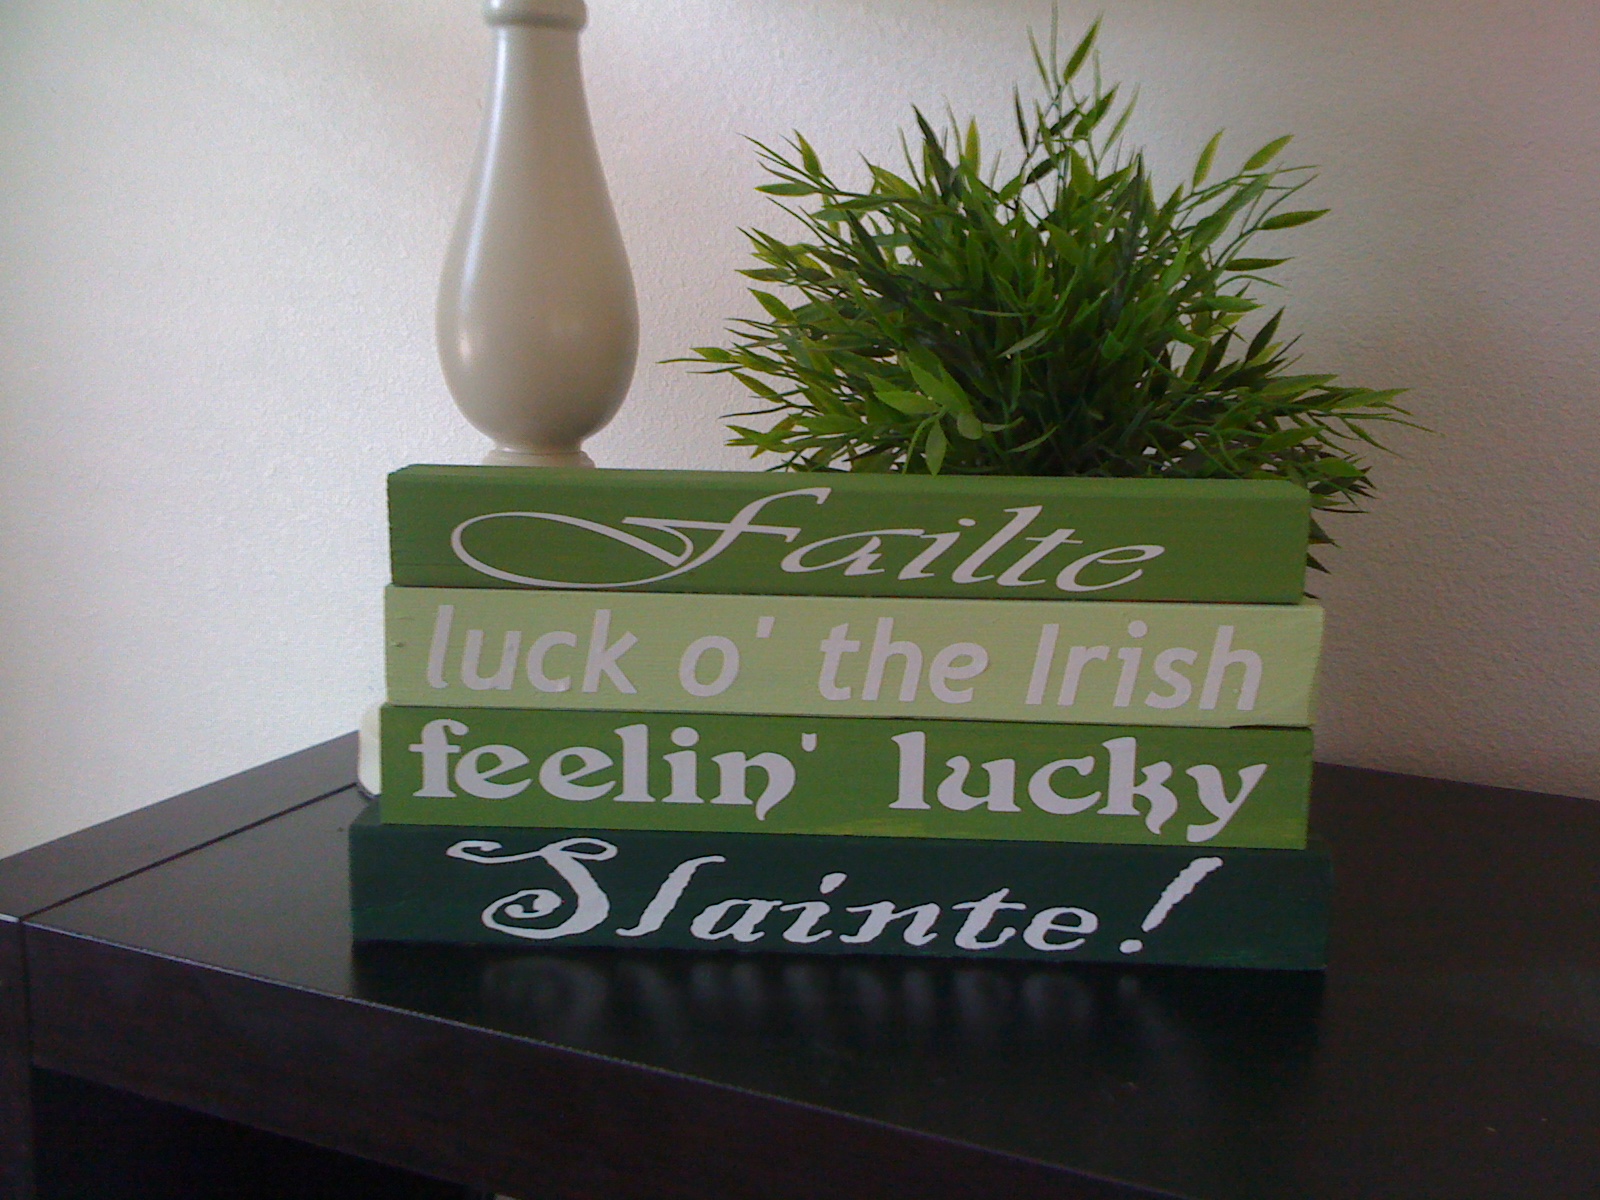 Failte
luck o' the Irish
feelin' lucky
Slainte!